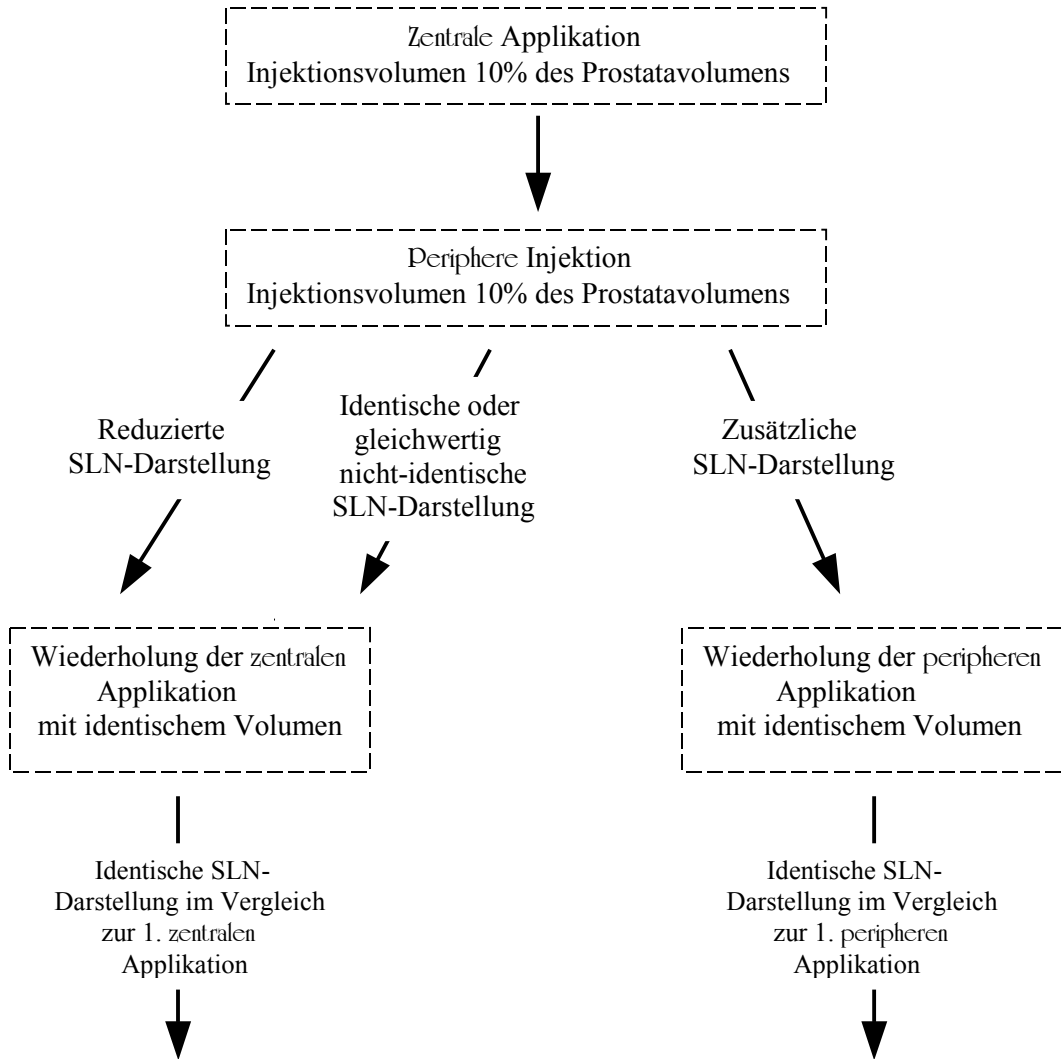 Zentrale Applikation
Injektionsvolumen 10% des Prostatavolumens
Periphere Injektion
Injektionsvolumen 10% des Prostatavolumens
Reduzierte
SLN-Darstellung
Identische oder
gleichwertig
nicht-identische
SLN-Darstellung
Zusätzliche
SLN-Darstellung
Wiederholung der zentralen
Applikation
mit identischem Volumen
Wiederholung der peripheren
Applikation
mit identischem Volumen
Identische SLN-
Darstellung im Vergleich
zur 1. zentralen
Applikation
Identische SLN-
Darstellung im Vergleich
zur 1. peripheren
Applikation